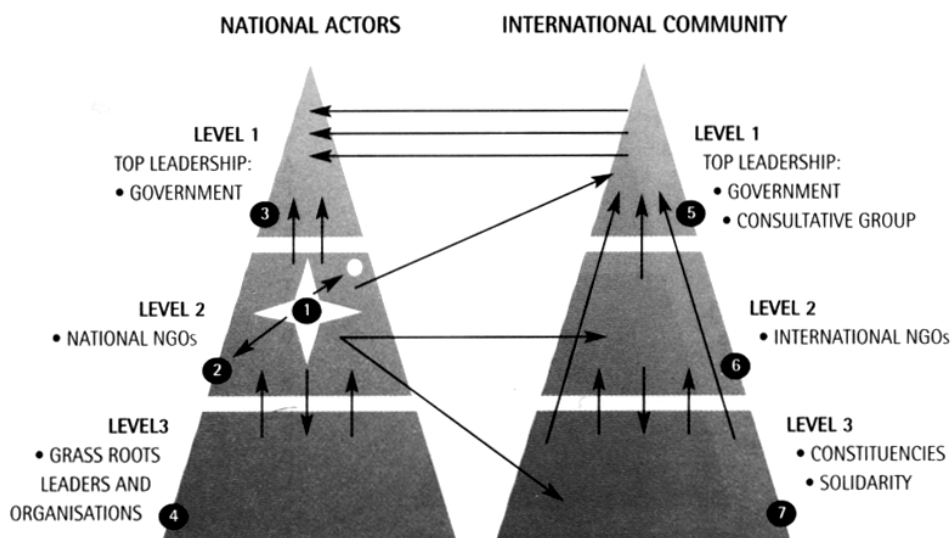 NATIONAL ACTORS
INTERNATIONAL COMMUNITY
LEVEL 1
TOP LEADERSHIP:
• GOVERNMENT
3
LEVEL 1
TOP LEADERSHIP:
• GOVERNMENT
• CONSULTATIVE GROUP
5
1
LEVEL 2
• NATIONAL NGOs
2
LEVEL 2
• INTERNATIONAL NGOs
6
LEVEL3
• GRASS ROOTS
LEADERS AND
ORGANISATIONS
4
LEVEL 3
• CONSTITUENCIES
• SOLIDARITY
7